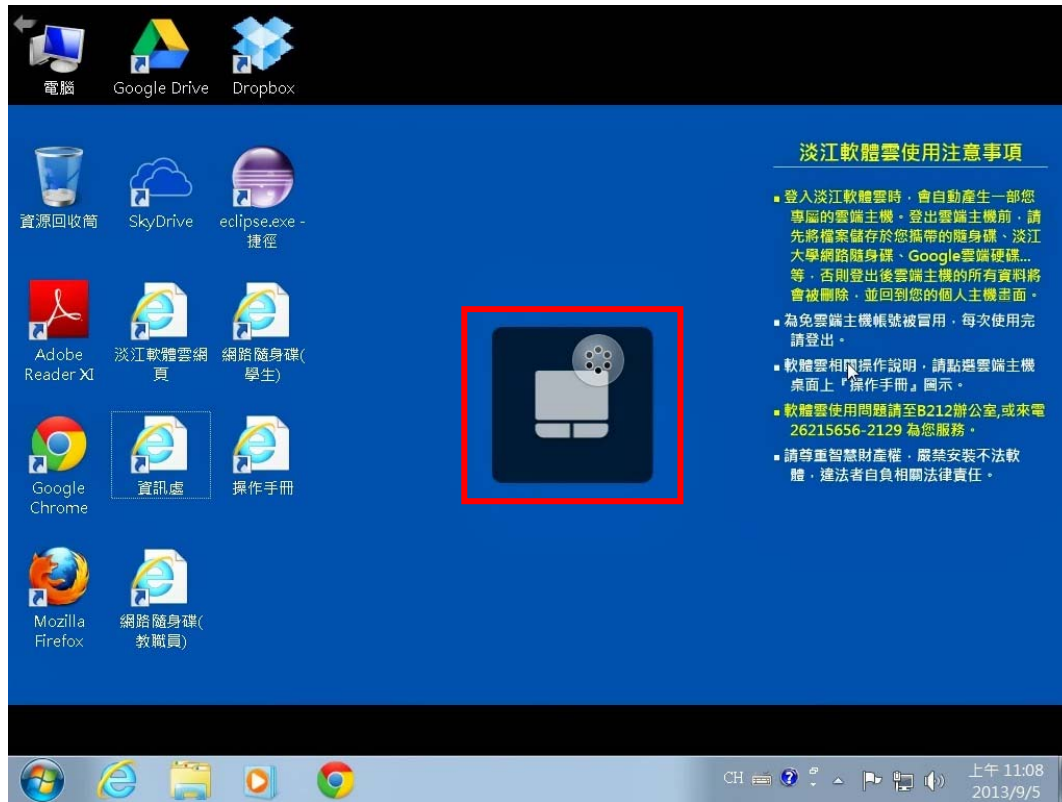 電腦
Google Drive
Dropbox
資源回收筒
SkyDrive
eclipse.exe -
捷徑
Adobe
Reader XI
淡江軟體雲網
頁
網路隨身碟(
學生)
Google
Chrome
資訊處
操作手冊
Mozilla
Firefox
網路隨身碟(
教職員)
淡江軟體雲使用注意事項
▪登入淡江軟體雲時，會自動產生一部您
專屬的雲端主機。登出雲端主機前，請
先將檔案儲存於您攜帶的隨身碟、淡江
大學網路隨身碟、Google雲端硬碟...
等，否則登出後雲端主機的所有資料將
會被刪除，並回到您的個人主機畫面。
▪為免雲端主機帳號被冒用，每次使用完
請登出。
▪軟體雲相關操作說明，請點選雲端主機
桌面上『操作手冊』圖示。
▪軟體雲使用問題請至B212辦公室,或來電
26215656-2129 為您服務。
▪請尊重智慧財產權，嚴禁安裝不法軟
體，違法者自負相關法律責任。
CH
上午 11:08
2013/9/5